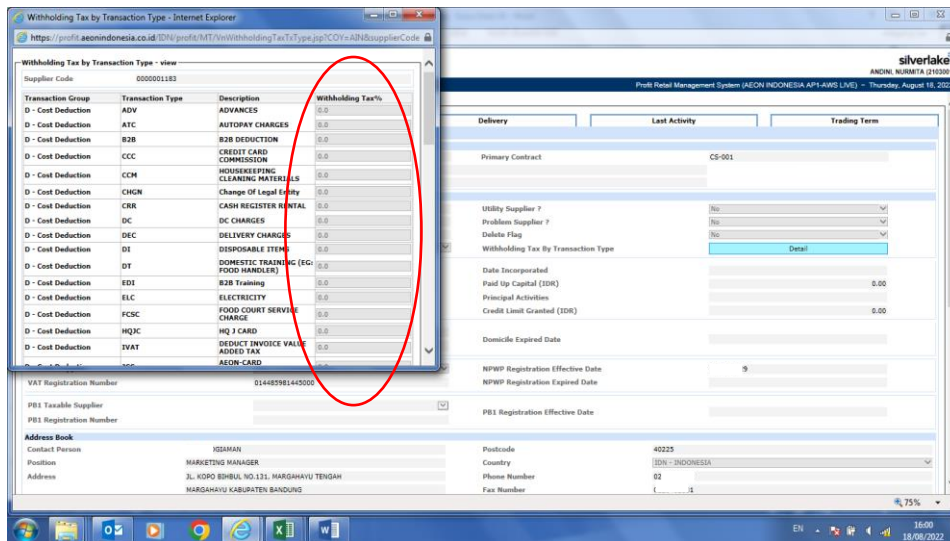 Withholding Tax by Transaction Type - Internet Explorer
https://profit.aeonindonesia.co.id/IDN/profit/MT/VnWithholdingTaxTxType.jsp?COY=AIN&supplierCode
Withholding Tax by Transaction Type - view
Supplier Code 0000001183
Transaction Group Transaction Type Description Withholding Tax%
D - Cost Deduction ADV ADVANCES 0.0
D - Cost Deduction ATC AUTOPAY CHARGES 0.0
D - Cost Deduction B2B B2B DEDUCTION 0.0
D - Cost Deduction CCC CREDIT CARD COMMISSION 0.0
D - Cost Deduction CCM HOUSEKEEPING CLEANING MATERIALS 0.0
D - Cost Deduction CHGN Change Of Legal Entity 0.0
D - Cost Deduction CRR CASH REGISTER RENTAL 0.0
D - Cost Deduction DC DC CHARGES 0.0
D - Cost Deduction DEC DELIVERY CHARGES 0.0
D - Cost Deduction DI DISPOSABLE ITEMS 0.0
D - Cost Deduction DT DOMESTIC TRAINING (EG: FOOD HANDLER) 0.0
D - Cost Deduction EDI B2B Training 0.0
D - Cost Deduction ELC ELECTRICITY 0.0
D - Cost Deduction FCSC FOOD COURT SERVICE CHARGE 0.0
D - Cost Deduction HQJC HQ J CARD 0.0
D - Cost Deduction IVAT DEDUCT INVOICE VALUE ADDED TAX 0.0
AEON-CARD
silverlake
ANDINI, NURMITA (210300
Profit Retail Management System (AEON INDONESIA AP1-AWS LIVE) - Thursday, August 18, 202
Delivery Last Activity Trading Term
Primary Contract CS-001
Utility Supplier ? No
Problem Supplier ? No
Delete Flag No
Withholding Tax By Transaction Type Detail
Date Incorporated
Paid Up Capital (IDR) 0.00
Principal Activities
Credit Limit Granted (IDR) 0.00
Domicile Expired Date
NPWP Registration Effective Date 9
VAT Registration Number 014485981445000 NPWP Registration Expired Date
PB1 Taxable Supplier
PB1 Registration Effective Date
PB1 Registration Number
Address Book
Contact Person GIAMAN Postcode 40225
Position MARKETING MANAGER Country IDN - INDONESIA
Address JL. KOPO BIHBUL NO.131. MARGAHAYU TENGAH Phone Number 02
MARGAHAYU KABUPATEN BANDUNG Fax Number
75%
EN 16:00
18/08/2022